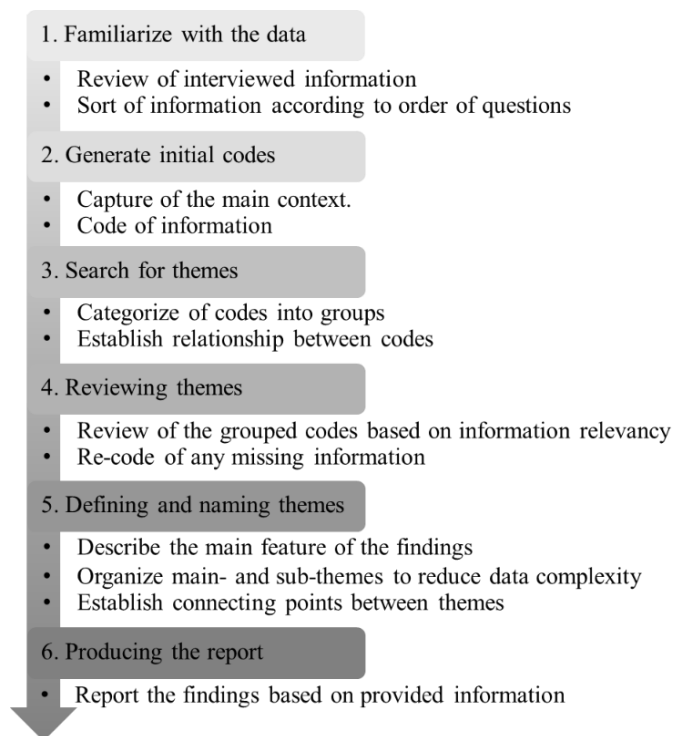 1. Familiarize with the data
• Review of interviewed information
• Sort of information according to order of questions
2. Generate initial codes
• Capture of the main context.
• Code of information
3. Search for themes
• Categorize of codes into groups
• Establish relationship between codes
4. Reviewing themes
• Review of the grouped codes based on information relevancy
• Re-code of any missing information
5. Defining and naming themes
• Describe the main feature of the findings
• Organize main- and sub-themes to reduce data complexity
• Establish connecting points between themes
6. Producing the report
• Report the findings based on provided information